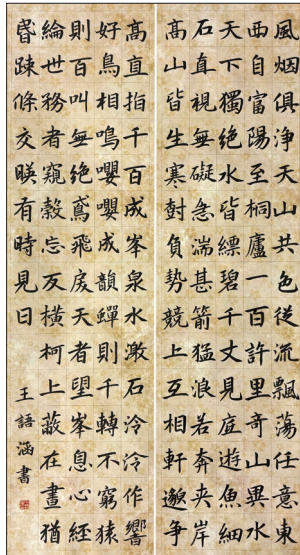 風烟俱淨天山共色從流飄蕩任意東
西自富陽至桐廬一百許里奇山異水
天下獨絕水皆縹碧千丈見底遊魚細
石直視無礙急湍甚箭猛浪若奔夾岸
高山皆生寒樹負勢競上互相軒邈爭
高直指千百成峯泉水激石泠泠作響
好鳥相鳴嚶嚶成韻蟬則千轉不窮猿
則百叫無絕鳶飛戾天者望峯息心經
綸世務者窺穀忘反橫柯上蔽在晝猶
昬踈條交暎有時見日
王語涵書